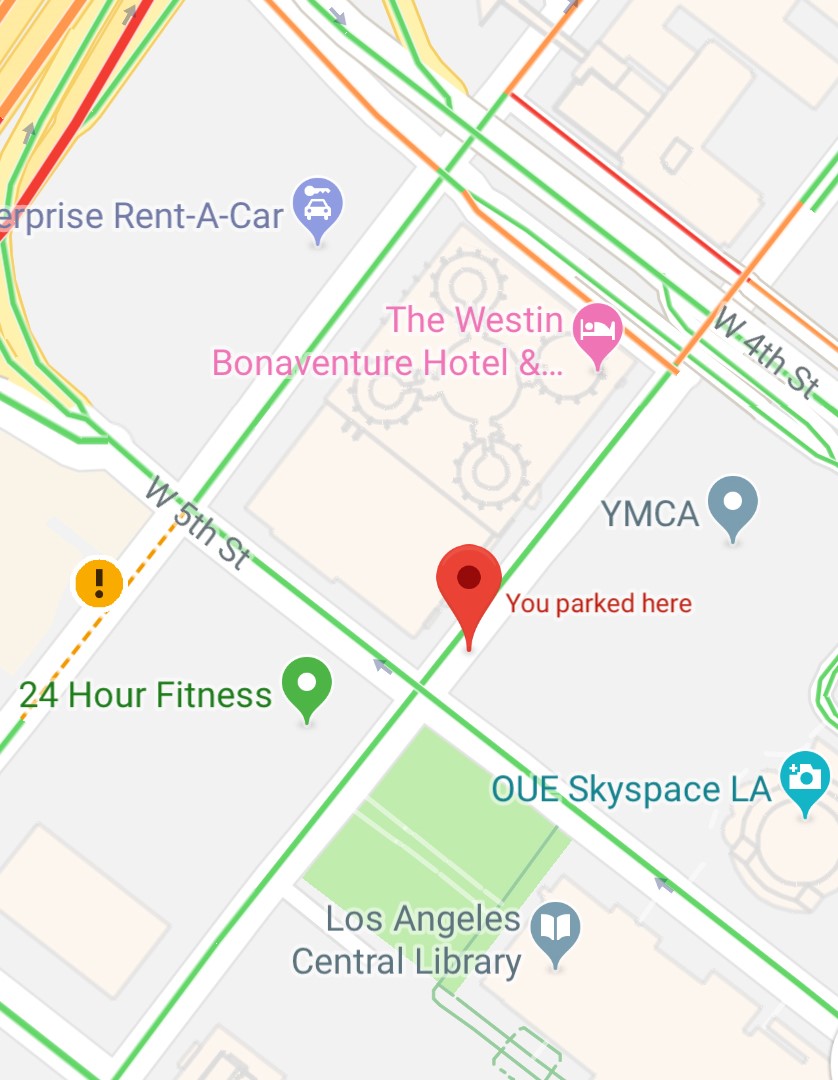 erprise Rent-A-Car
The Westin
Bonaventure Hotel &...
W 4th St
W 5th St
YMCA
!
You parked here
24 Hour Fitness
OUE Skyspace LA
Los Angeles
Central Library